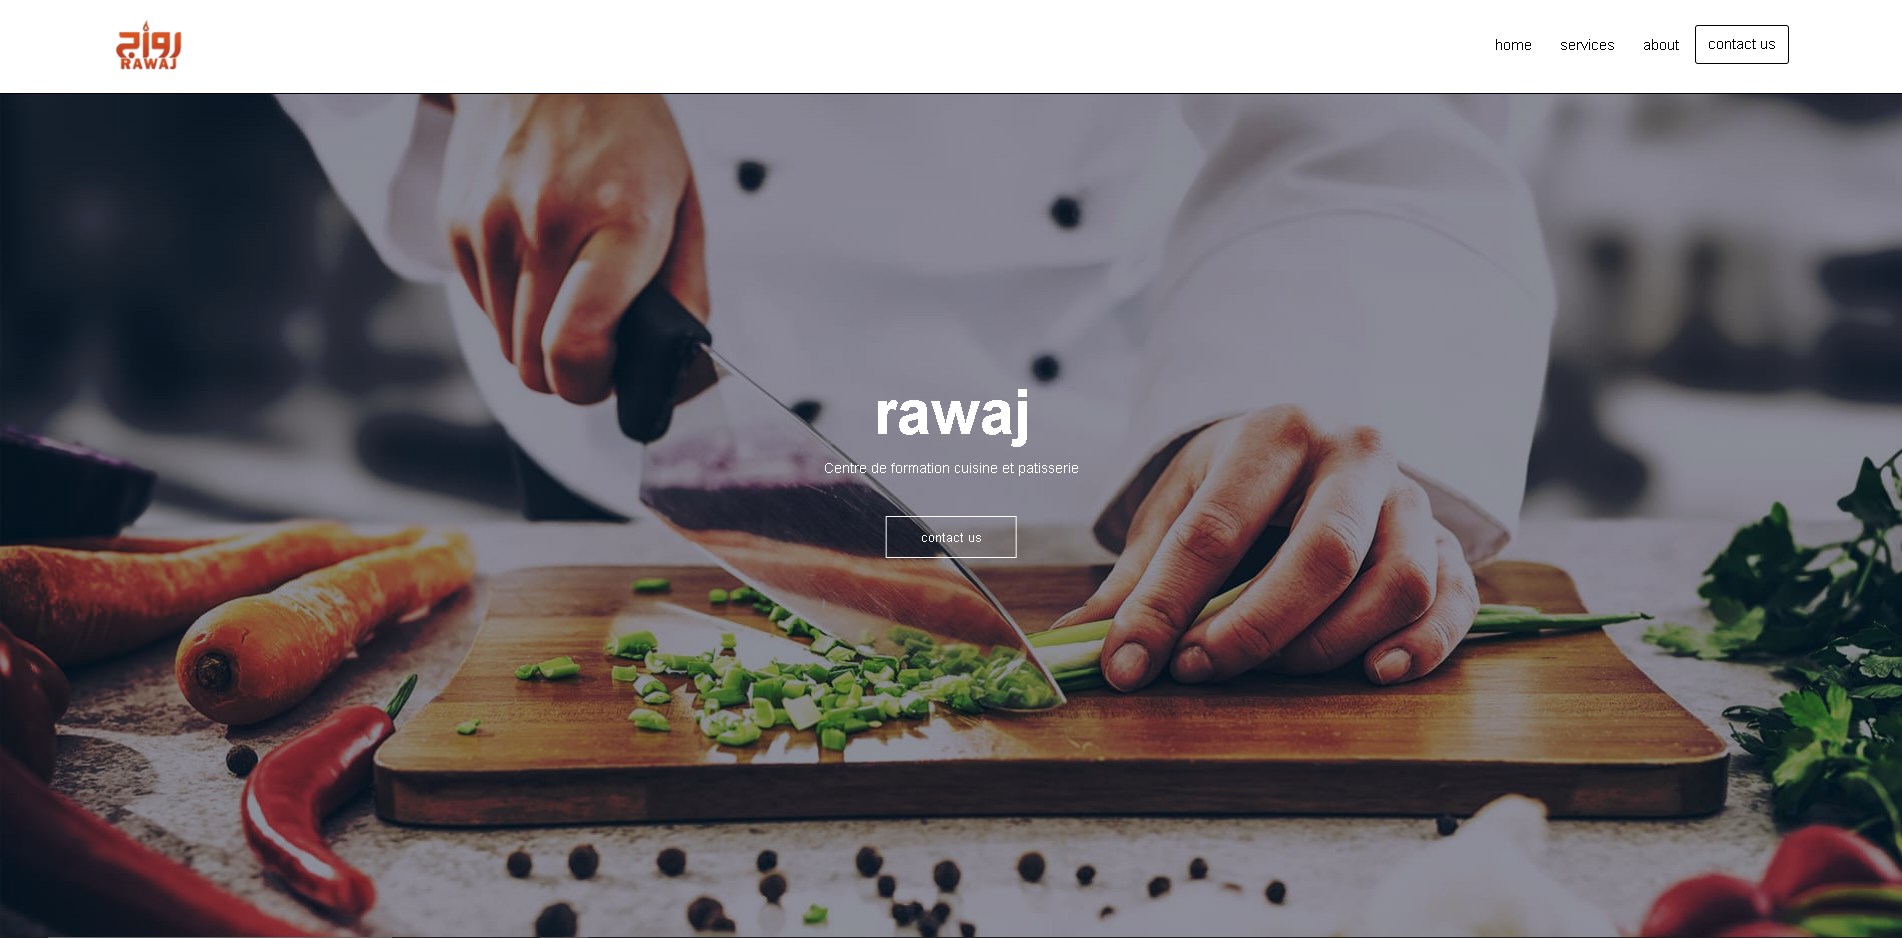 رواج
RAWAJ
home services about contact us
rawaj
Centre de formation cuisine et patisserie
contact us